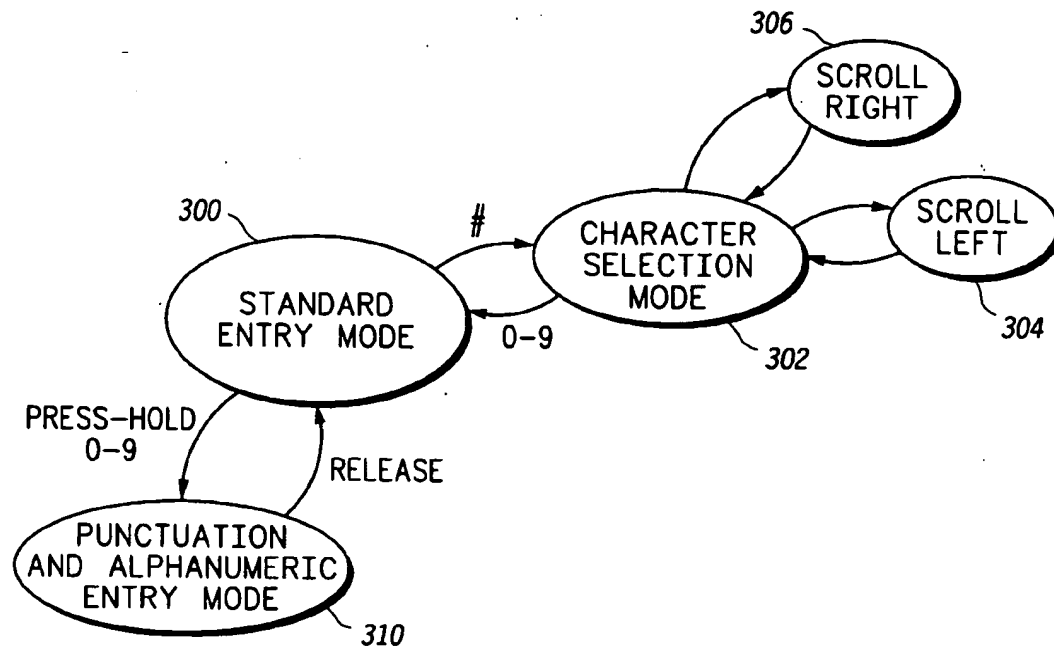 306
SCROLL
RIGHT
300
#
CHARACTER
SELECTION
MODE
SCROLL
LEFT
STANDARD
ENTRY MODE
0-9
302
304
PRESS-HOLD
0-9
RELEASE
PUNCTUATION
AND ALPHANUMERIC
ENTRY MODE
310